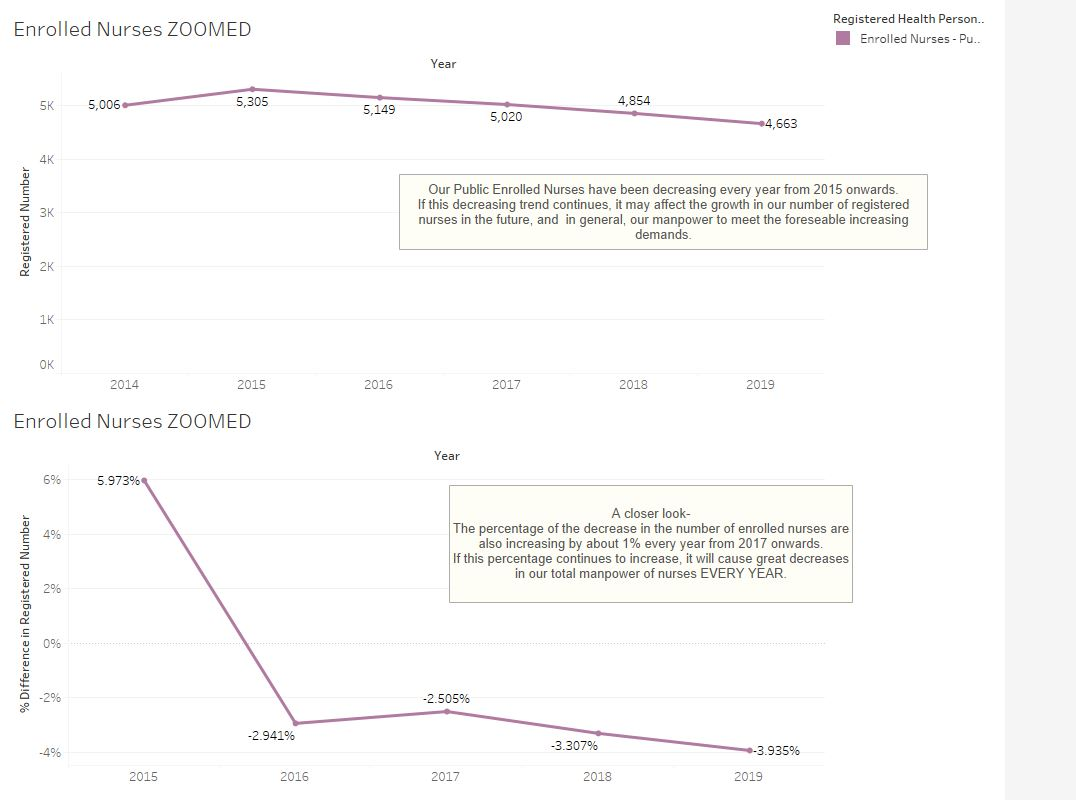 Enrolled Nurses ZOOMED
Registered Health Person..
Enrolled Nurses - Pu..
Year
Registered Number
5K
4K
3K
2K
1K
0K
5,006
5,305
5,149
5,020
4,854
4,663
Our Public Enrolled Nurses have been decreasing every year from 2015 onwards.
If this decreasing trend continues, it may affect the growth in our number of registered
nurses in the future, and in general, our manpower to meet the foreseable increasing
demands.
2014
2015
2016
2017
2018
2019
Enrolled Nurses ZOOMED
Year
% Difference in Registered Number
6%
4%
2%
0%
-2%
-4%
5.973%
-2.941%
-2.505%
-3.307%
-3.935%
A closer look-
The percentage of the decrease in the number of enrolled nurses are
also increasing by about 1% every year from 2017 onwards.
If this percentage continues to increase, it will cause great decreases
in our total manpower of nurses EVERY YEAR.
2015
2016
2017
2018
2019